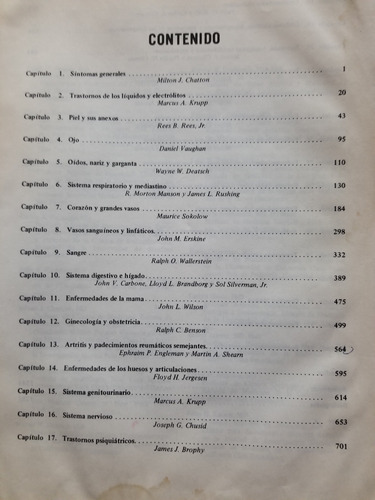 CONTENIDO
Capítulo 1. Síntomas generales 1
Milton J. Chatton
Capítulo 2. Trastornos de los líquidos y electrólitos 20
Marcus A. Krupp
Capítulo 3. Piel y sus anexos 43
Rees B. Rees, Jr.
Capítulo 4. Ojo 95
Daniel Vaughan
Capítulo 5. Oídos, nariz y garganta 110
Wayne W. Deatsch
Capítulo 6. Sistema respiratorio y mediastino 130
R. Morton Manson y James L. Rushing
Capítulo 7. Corazón y grandes vasos 184
Maurice Sokolow
Capítulo 8. Vasos sanguíneos y linfáticos. 298
John M. Erskine
Capítulo 9. Sangre 332
Ralph O. Wallerstein
Capítulo 10. Sistema digestivo e hígado 389
John V. Carbone, Lloyd L. Brandborg y Sol Silverman, Jr.
Capítulo 11. Enfermedades de la mama 475
John L. Wilson
Capítulo 12. Ginecología y obstetricia 499
Ralph C. Benson
Capítulo 13. Artritis y padecimientos reumáticos semejantes. 564
Ephraim P. Engleman y Martin A. Shearn
Capítulo 14. Enfermedades de los huesos y articulaciones 595
Floyd H. Jergesen
Capítulo 15. Sistema genitourinario 614
Marcus A. Krupp
Capítulo 16. Sistema nervioso 653
Joseph G. Chusid
Capítulo 17. Trastornos psiquiátricos. 701
James J. Brophy